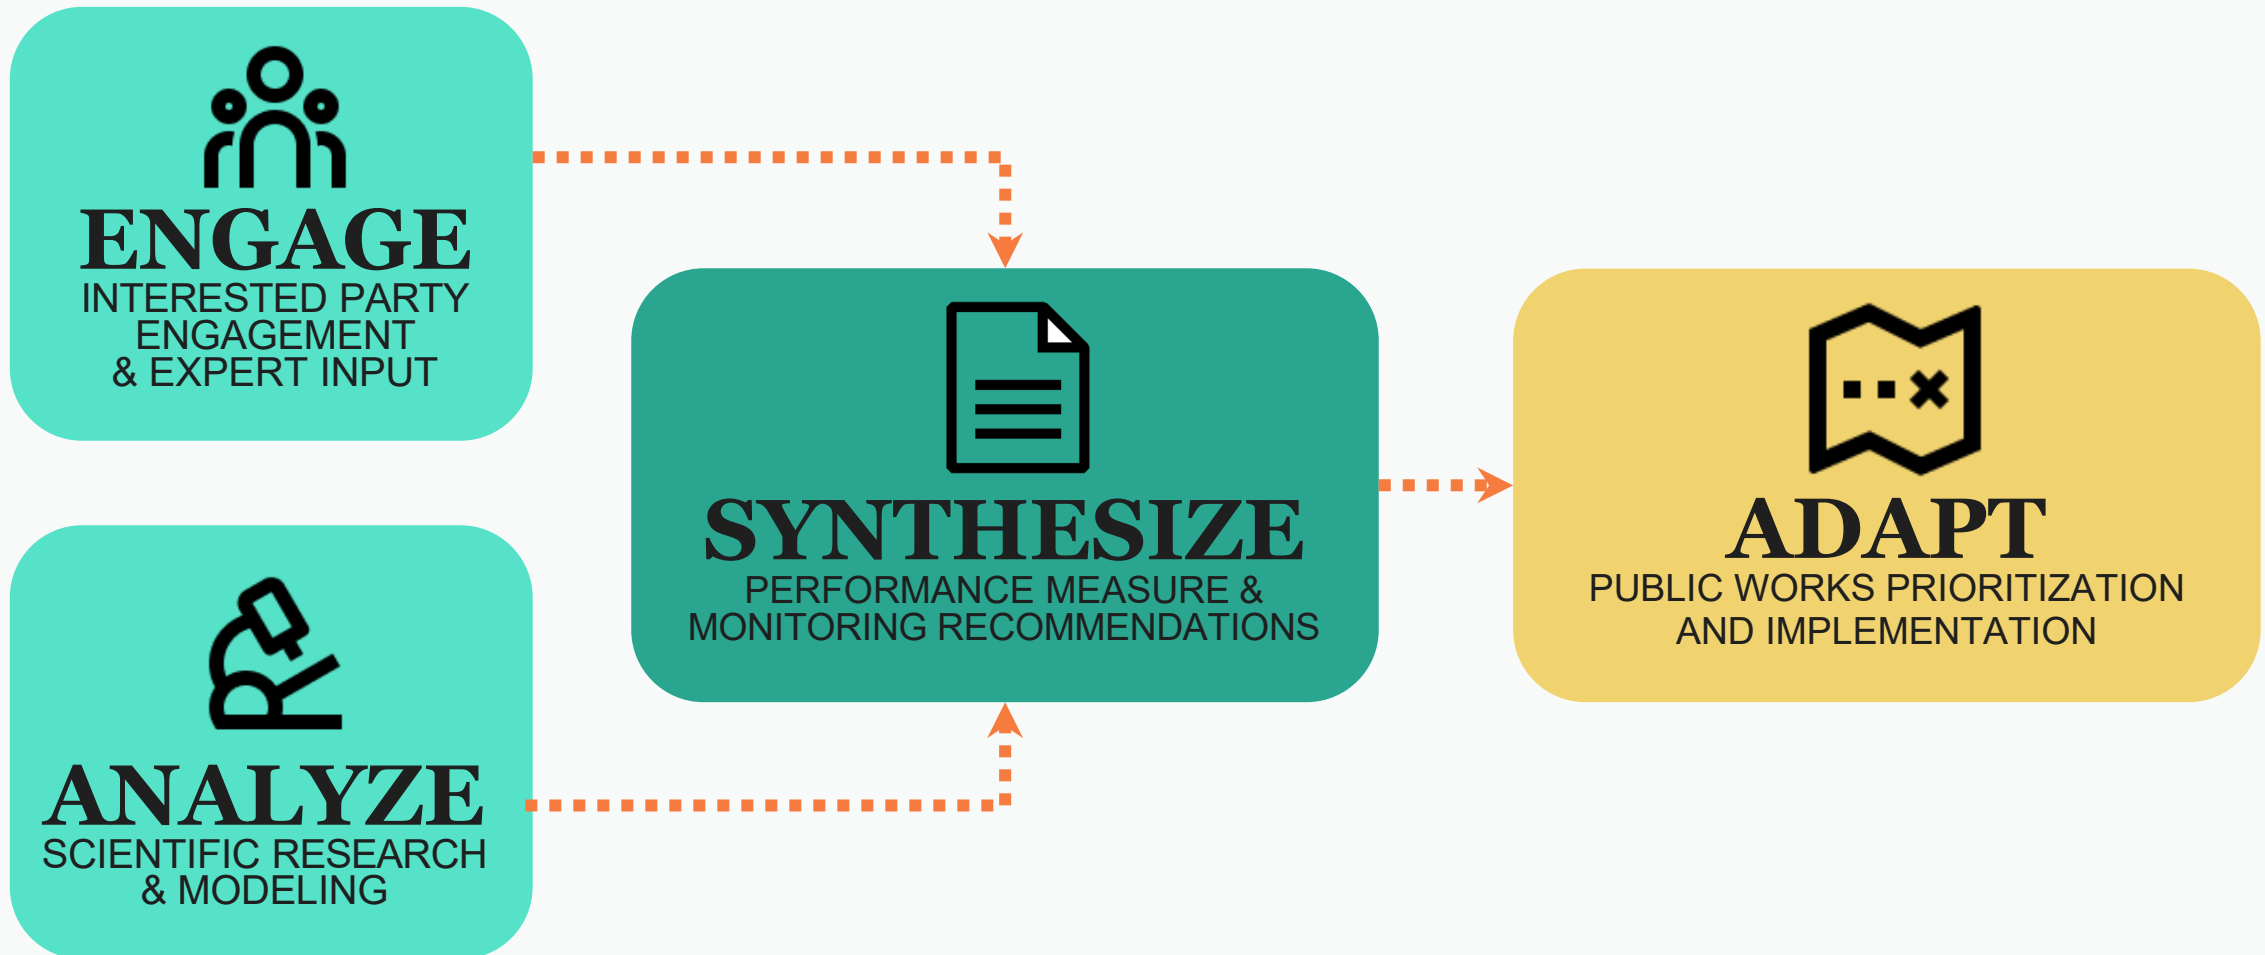 ENGAGE
INTERESTED PARTY
ENGAGEMENT
& EXPERT INPUT
ANALYZE
SCIENTIFIC RESEARCH
& MODELING
SYNTHESIZE
PERFORMANCE MEASURE &
MONITORING RECOMMENDATIONS
ADAPT
PUBLIC WORKS PRIORITIZATION
AND IMPLEMENTATION